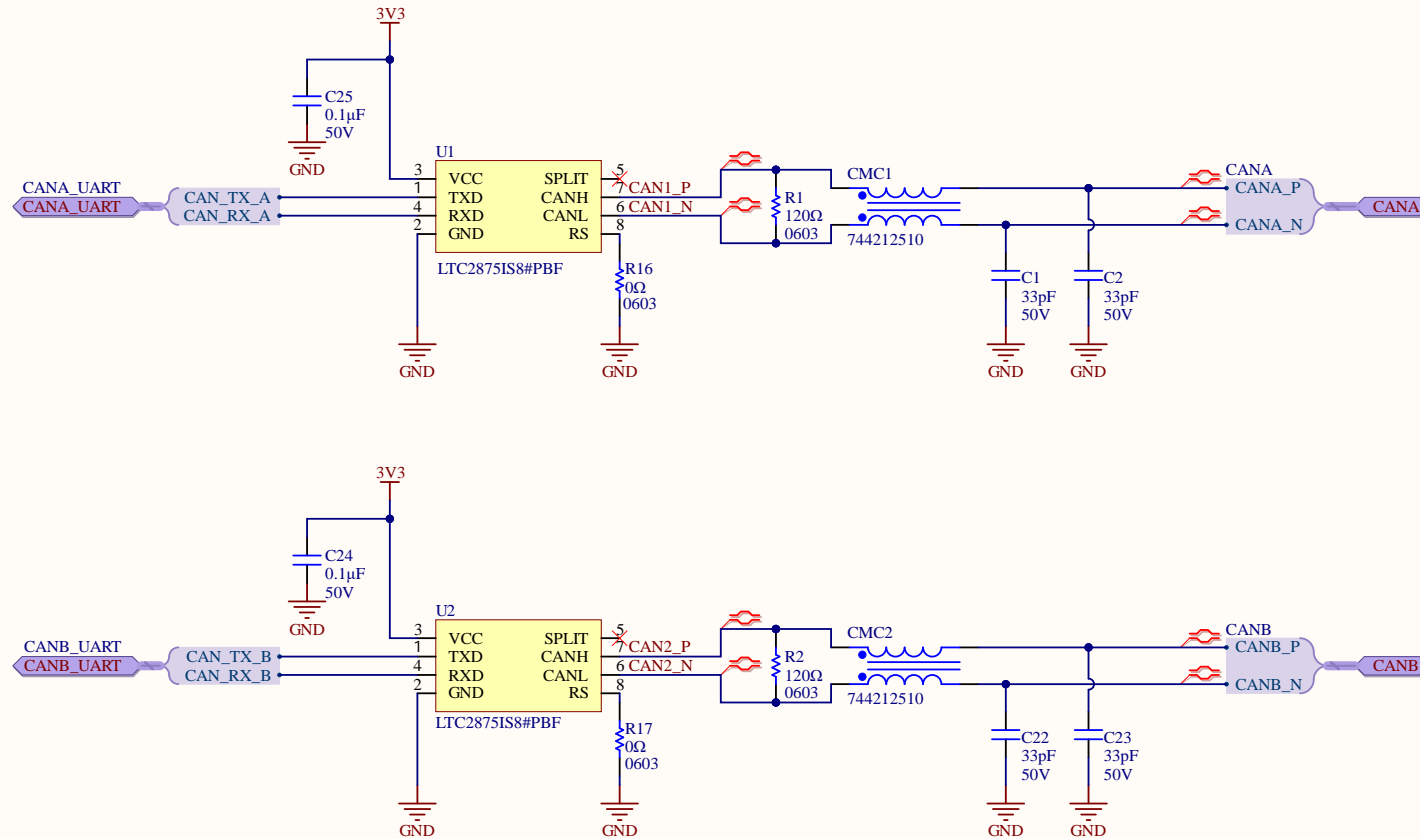 3V3
C25
0.1µF
50V
GND
U1
3 VCC SPLIT 5
1 TXD CANH 7 CAN1_P
4 RXD CANL 6 CAN1_N
2 GND RS 8
LTC2875IS8#PBF
CANA_UART
CANA_UART
CAN_TX_A
CAN_RX_A
R16
0Ω
0603
GND
GND
R1
120Ω
0603
CMC1
744212510
C1
33pF
50V
GND
C2
33pF
50V
GND
CANA
CANA_P
CANA_N
CANA
3V3
C24
0.1µF
50V
GND
U2
3 VCC SPLIT 5
1 TXD CANH 7 CAN2_P
4 RXD CANL 6 CAN2_N
2 GND RS 8
LTC2875IS8#PBF
CANB_UART
CANB_UART
CAN_TX_B
CAN_RX_B
R17
0Ω
0603
GND
GND
R2
120Ω
0603
CMC2
744212510
C22
33pF
50V
GND
C23
33pF
50V
GND
CANB
CANB_P
CANB_N
CANB